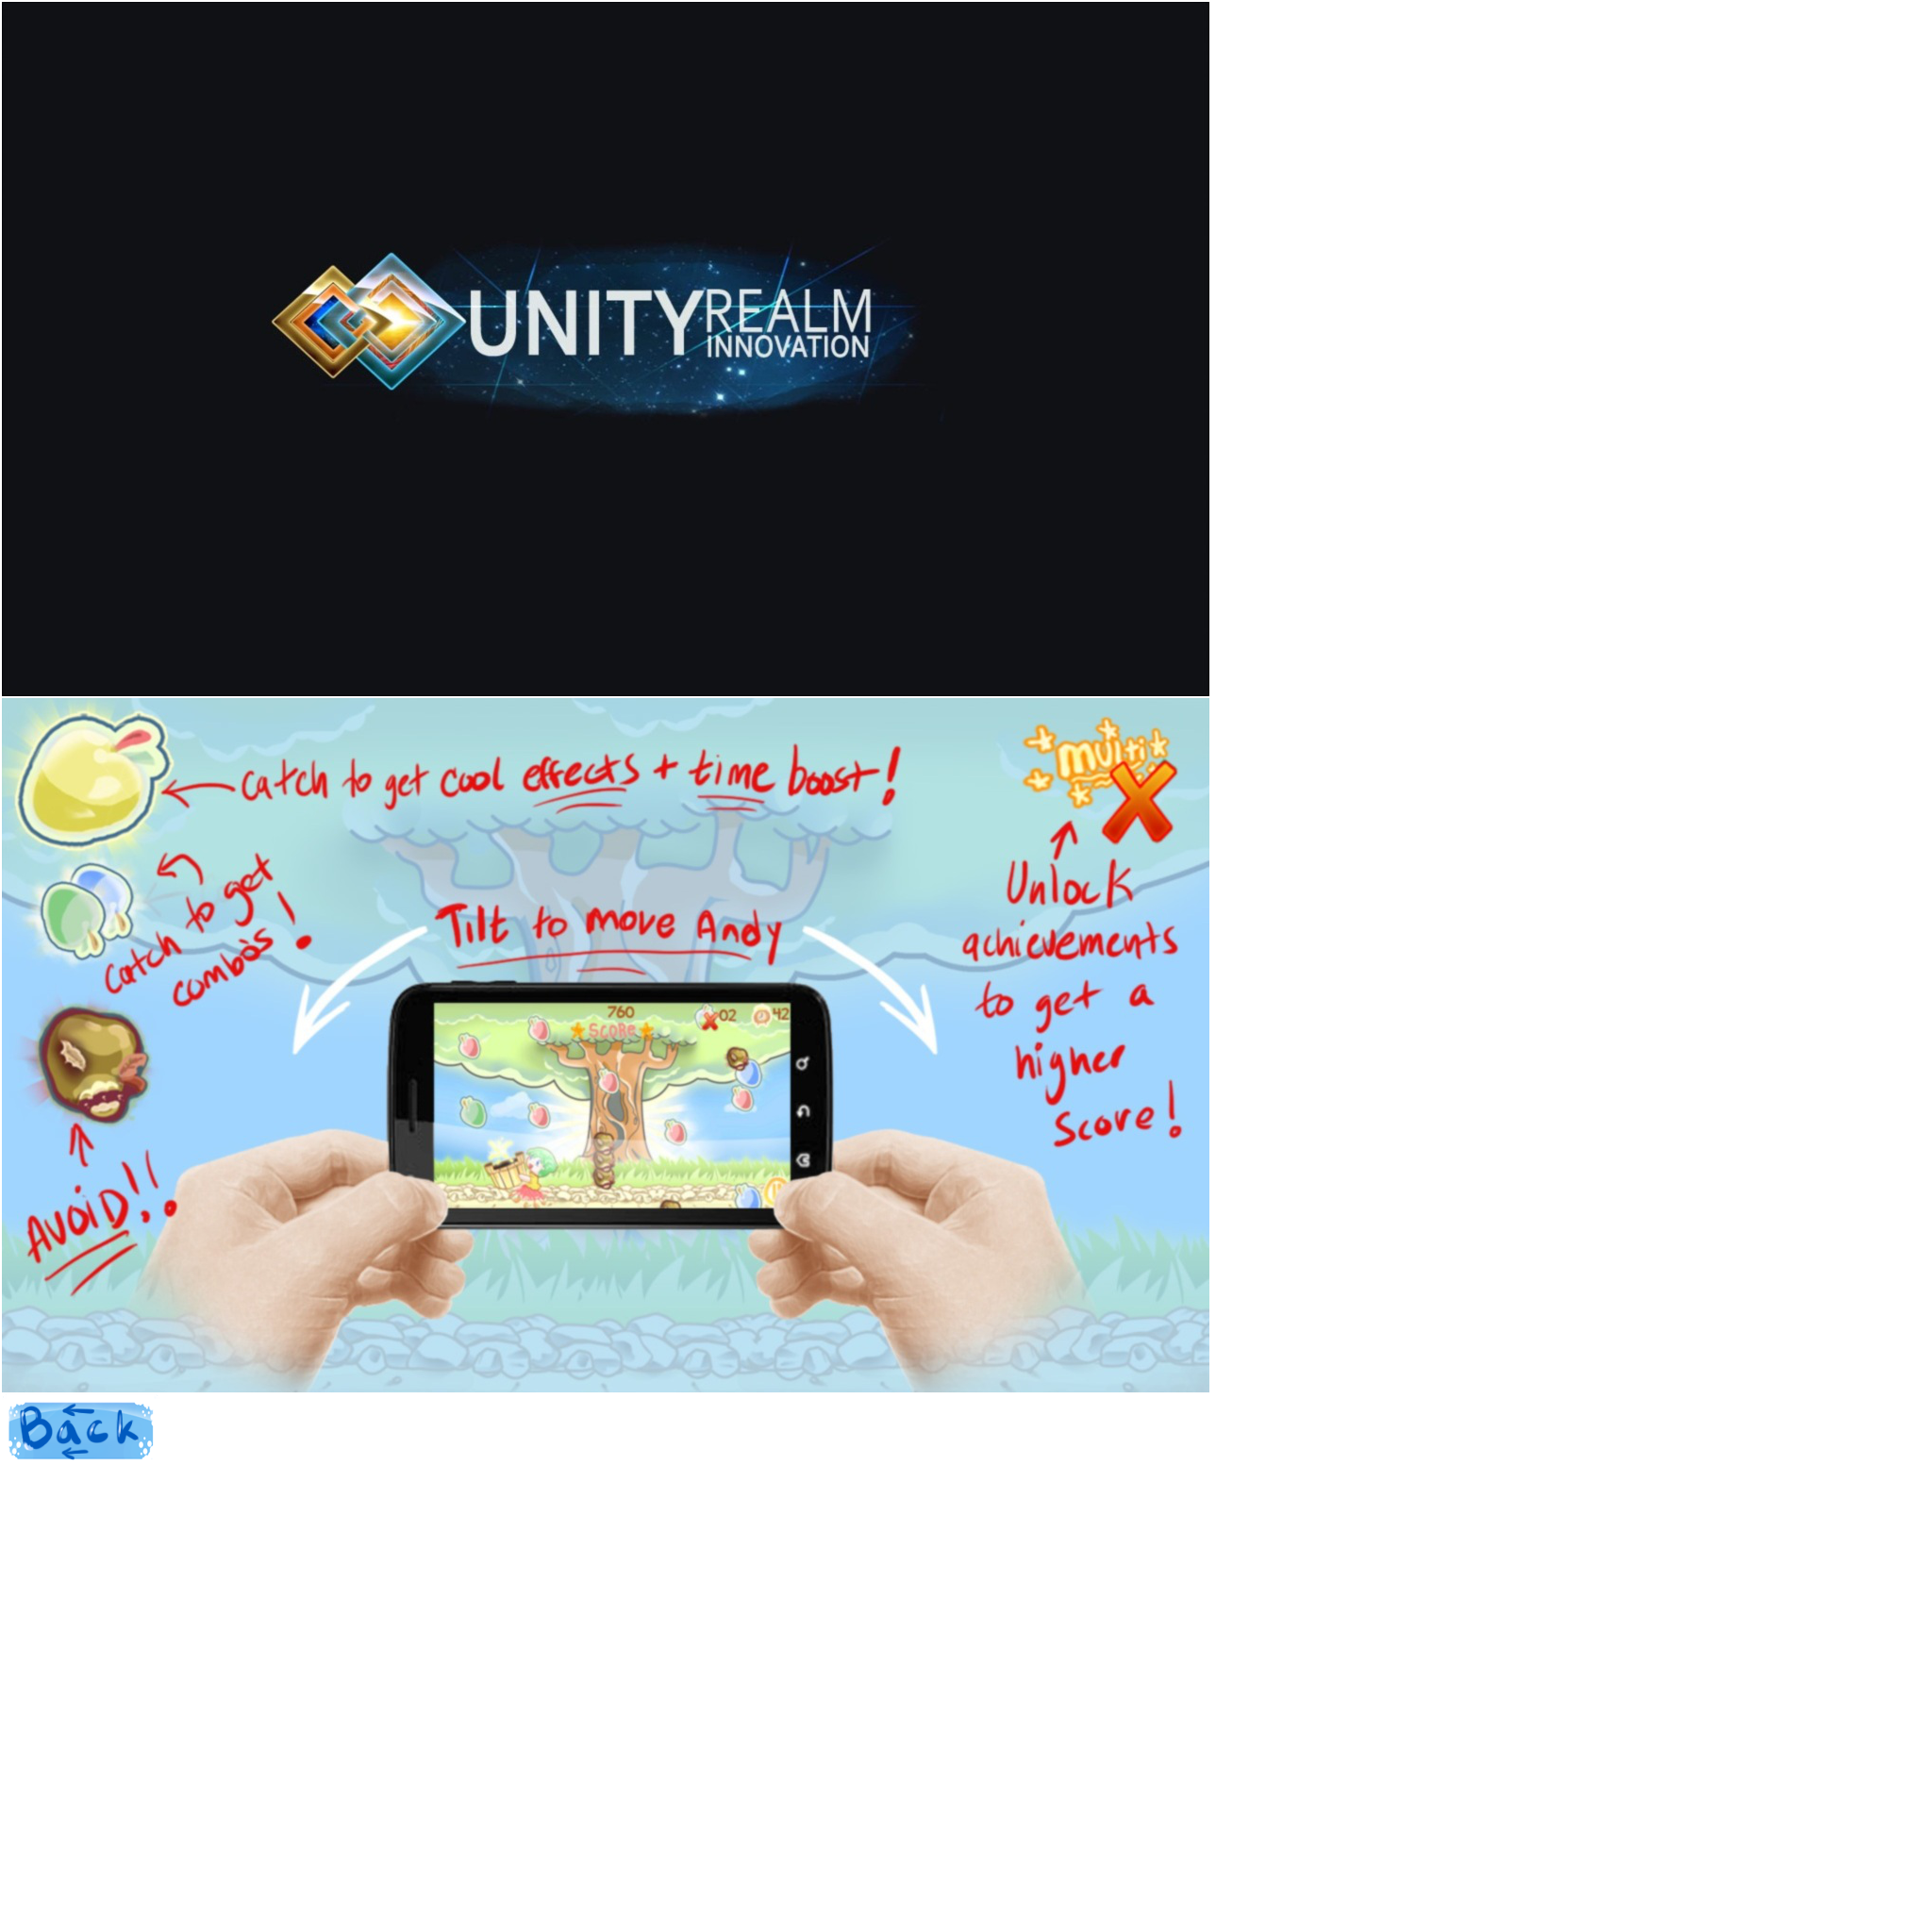 UNITY REALM
INNOVATION
catch to get cool effects + time boost!
multi
X
catch to get
combos!
Tilt to move Andy
Unlock
achievements
to get a
higher
score!
760
SCORE
02
42
AVOID!!
Back